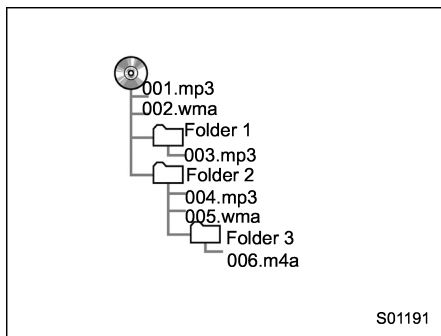 001.mp3
002.wma
Folder 1
003.mp3
Folder 2
004.mp3
005.wma
Folder 3
006.m4a
S01191